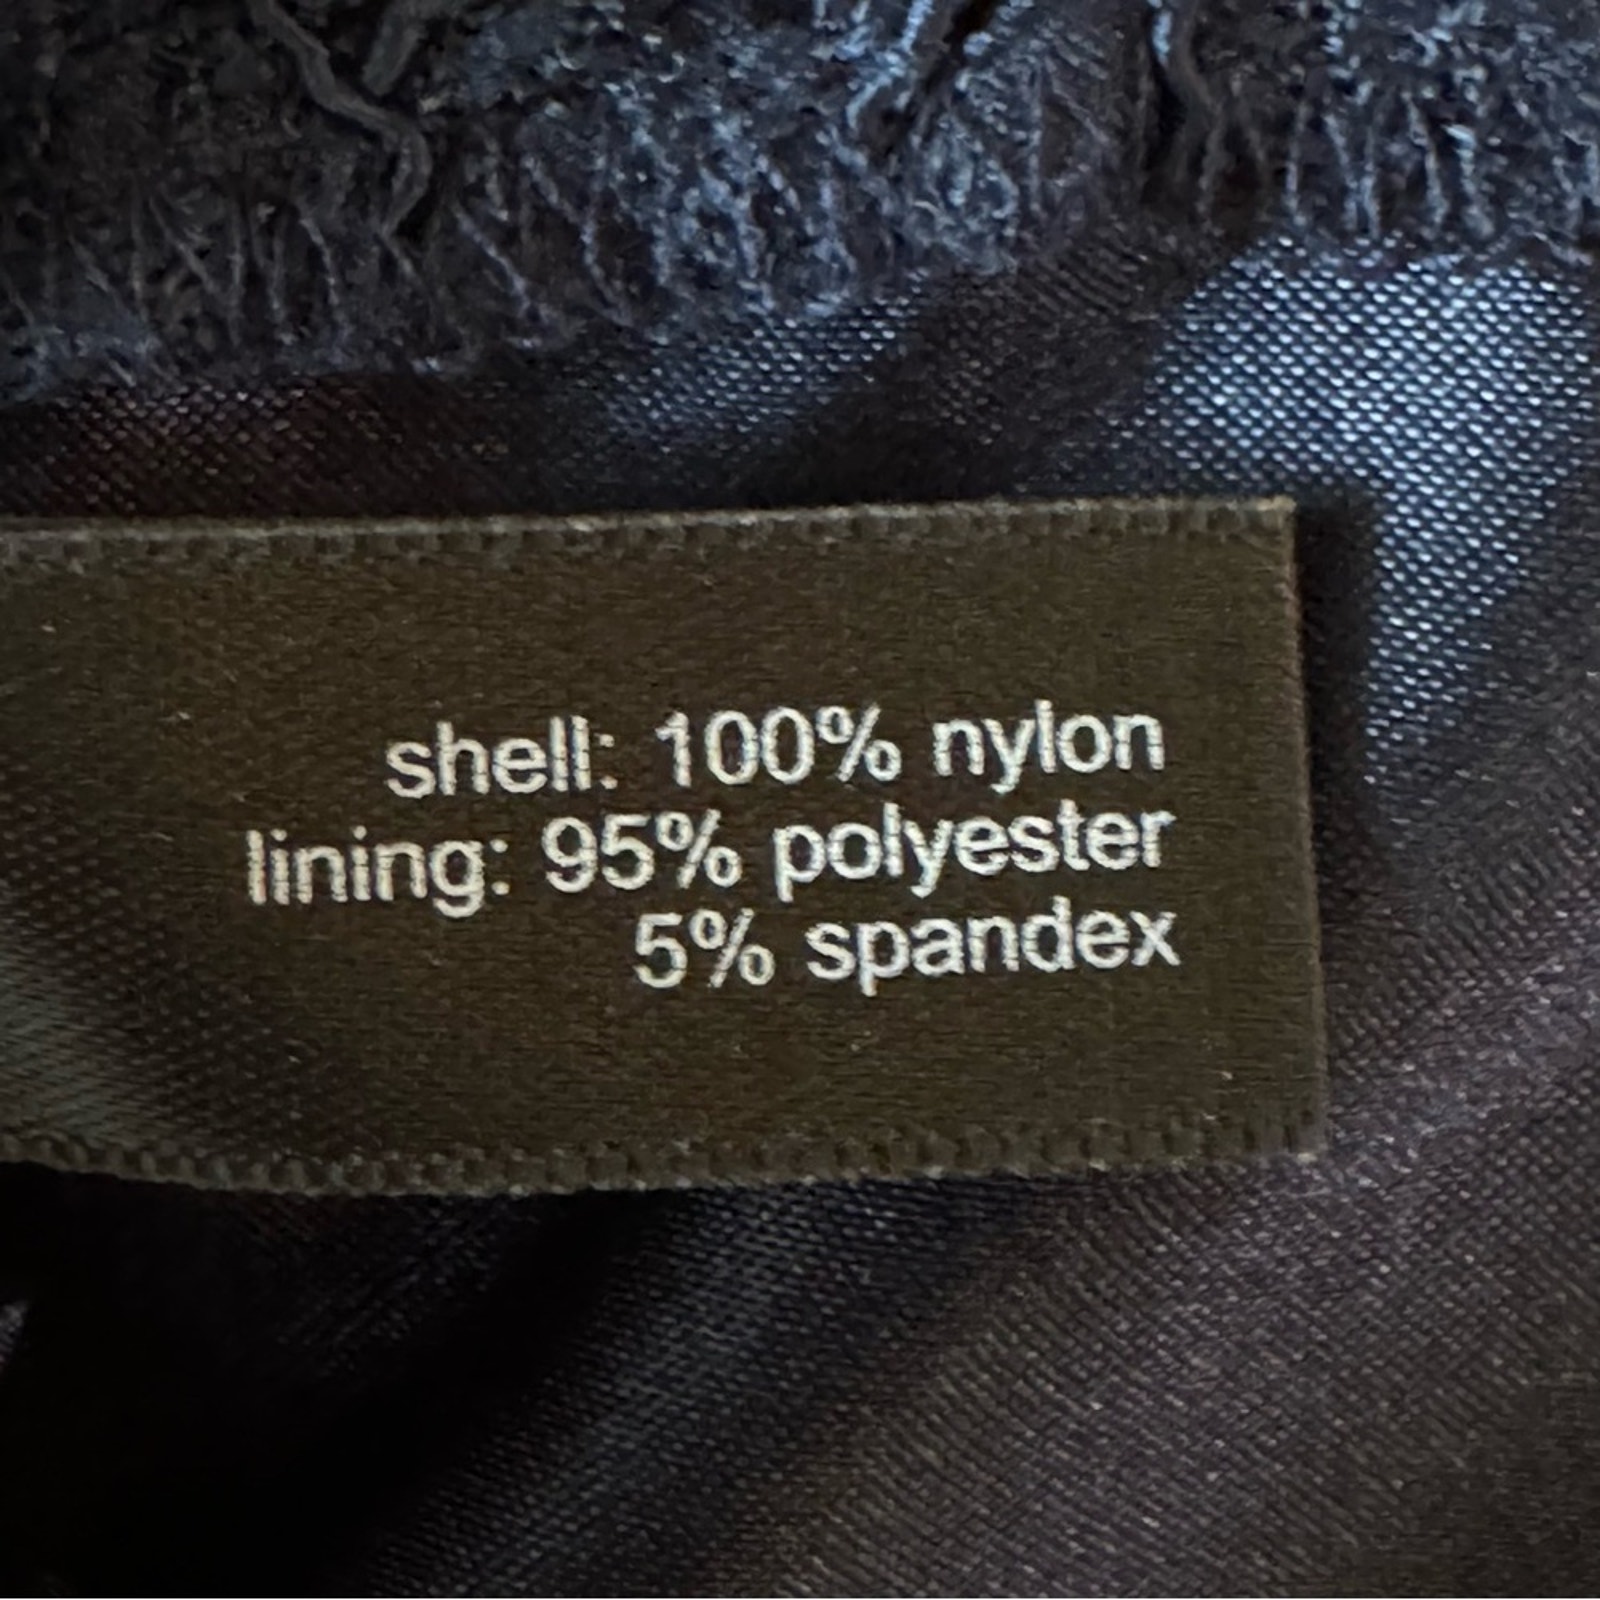 shell: 100% nylon
lining: 95% polyester
5% spandex